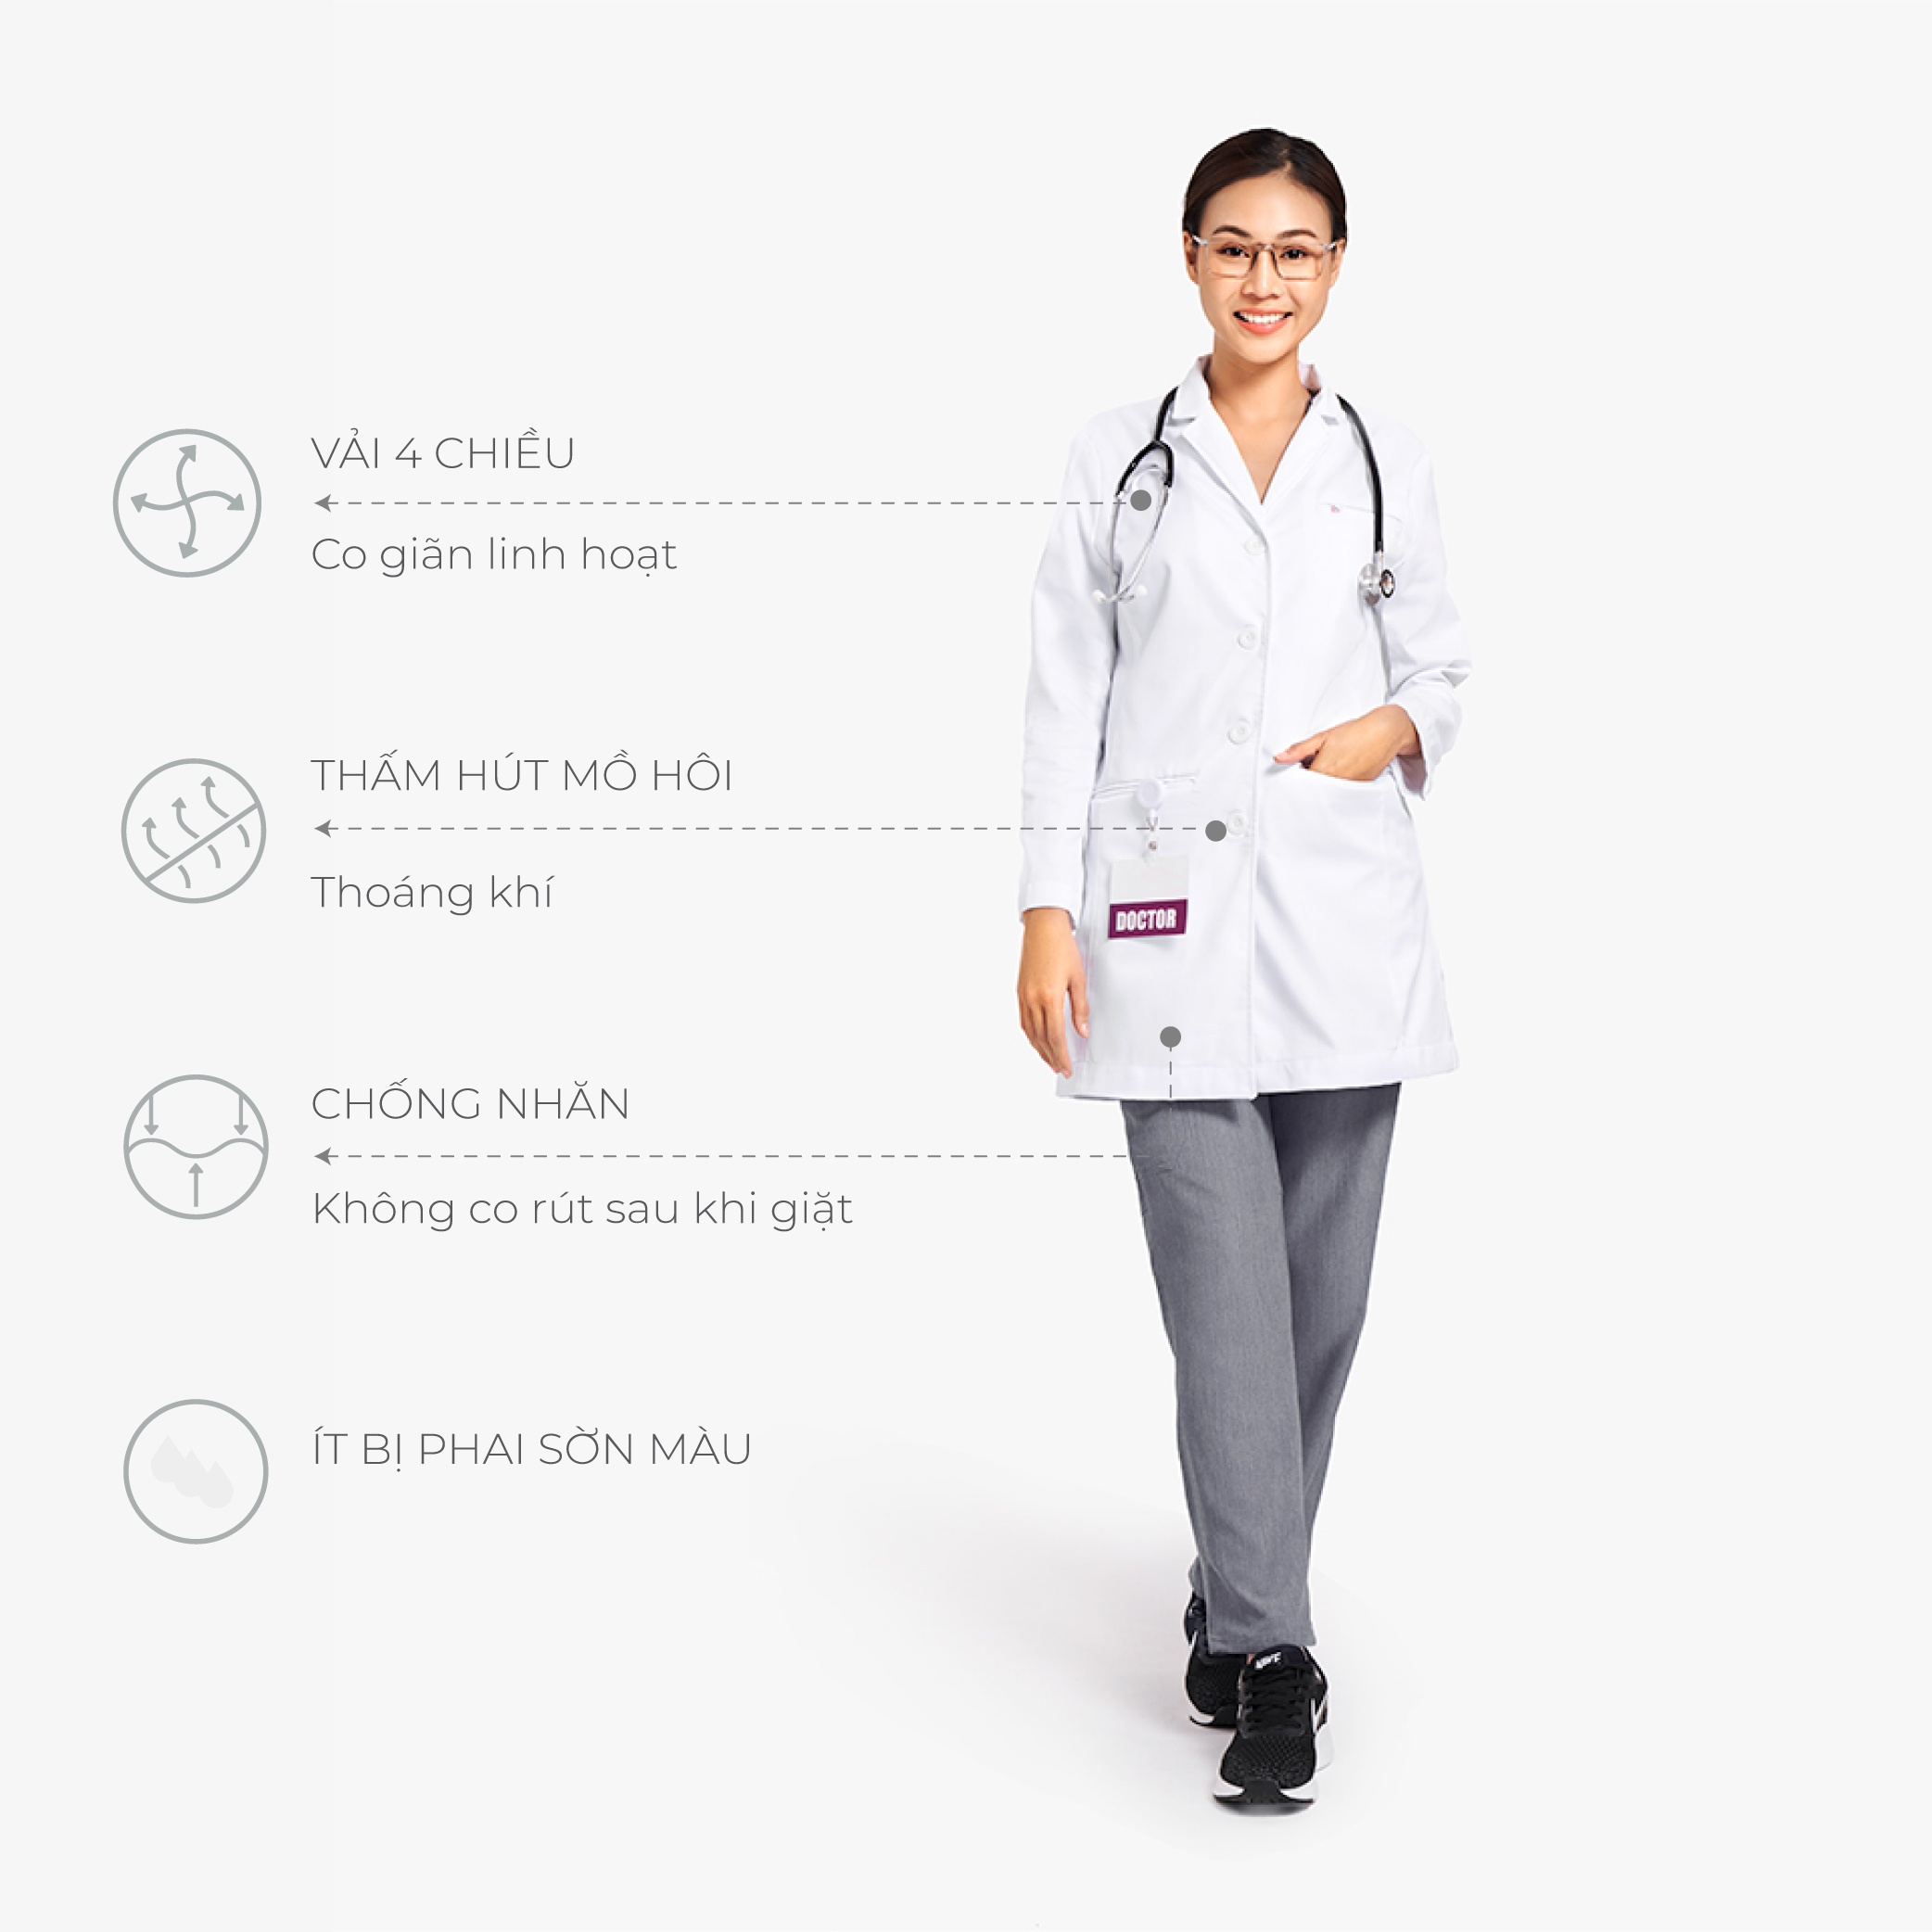 VẢI 4 CHIỀU
Co giãn linh hoạt
THẤM HÚT MỒ HÔI
Thoáng khí
DOCTOR
CHỐNG NHĂN
Không co rút sau khi giặt
ÍT BỊ PHAI SỜN MÀU